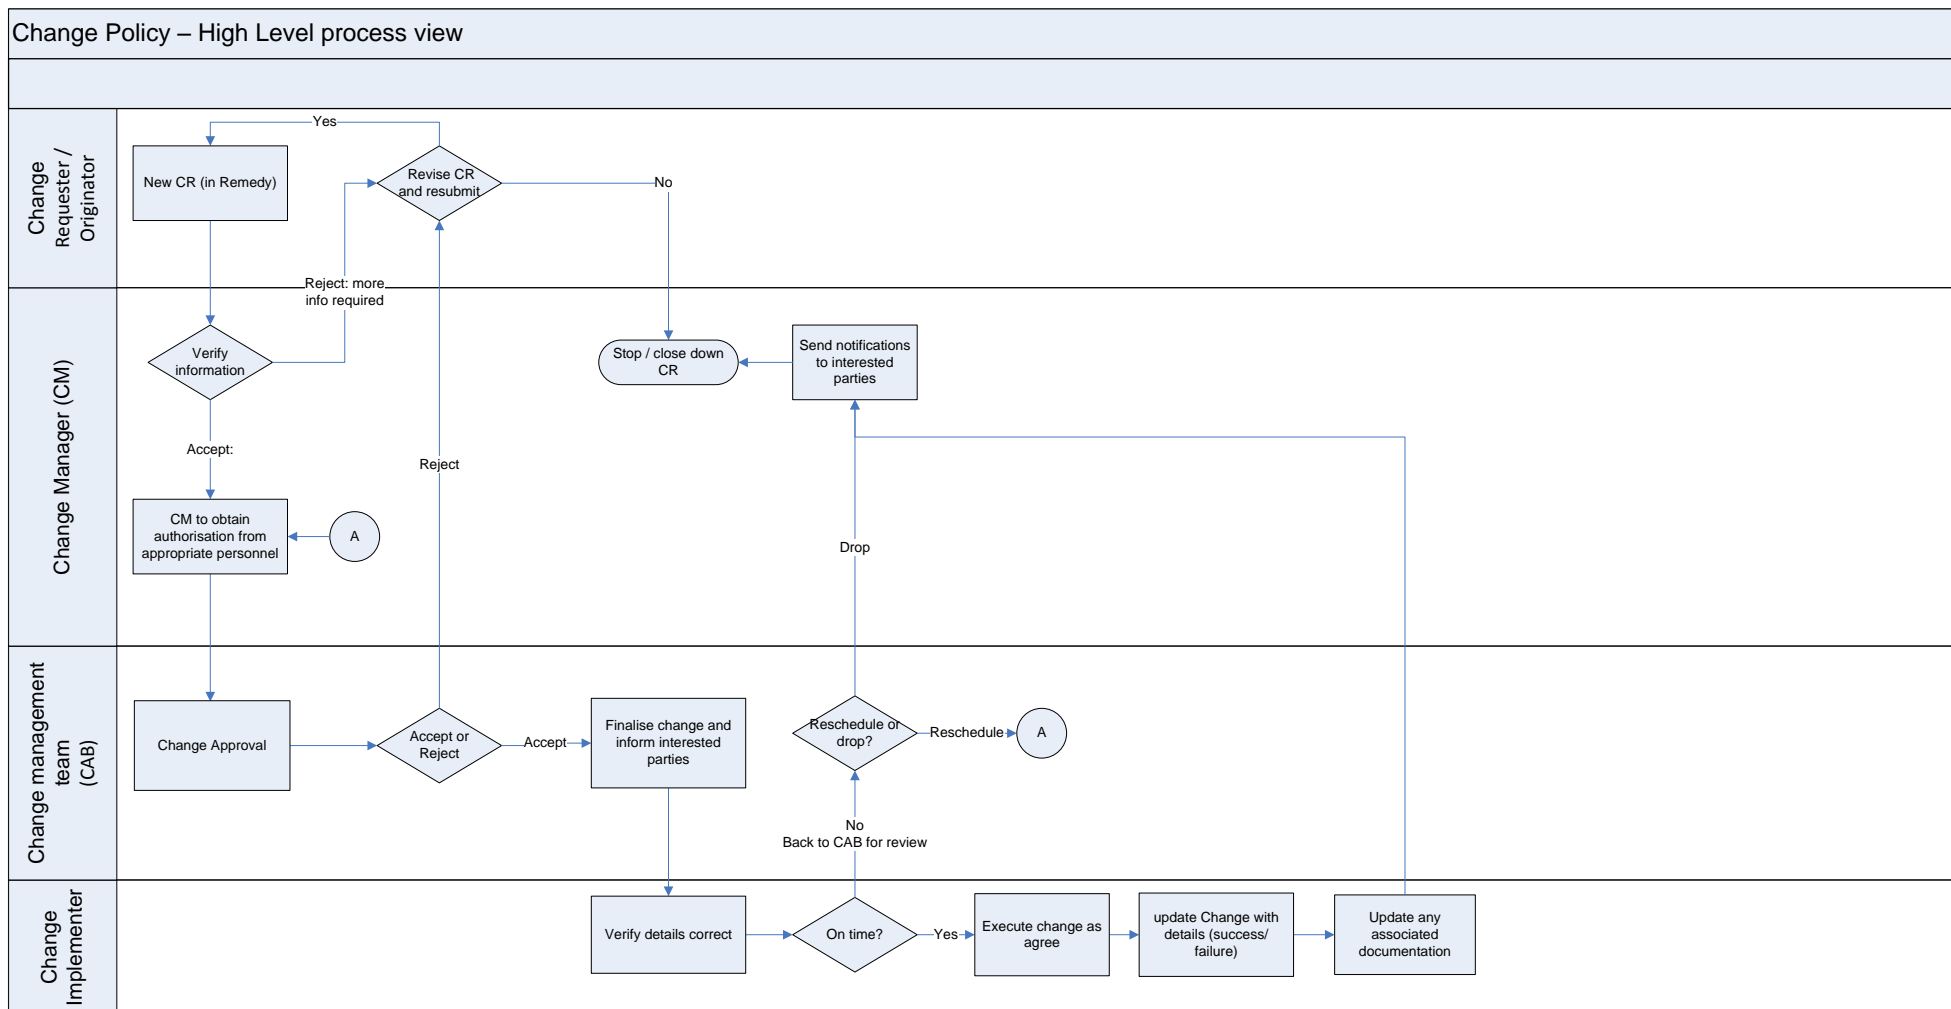 Change Policy – High Level process view
Change
Requester /
Originator
Yes
New CR (in Remedy)
Revise CR
and resubmit
No
Reject: more
info required
Change Manager (CM)
Verify
information
Stop / close down
CR
Send notifications
to interested
parties
Accept:
Reject
CM to obtain
authorisation from
appropriate personnel
A
Drop
Change management
team
(CAB)
Change Approval
Accept or
Reject
Accept
Finalise change and
inform interested
parties
Reschedule or
drop?
Reschedule
A
No
Back to CAB for review
Change
Implementer
Verify details correct
On time?
Yes
Execute change as
agree
update Change with
details (success/
failure)
Update any
associated
documentation